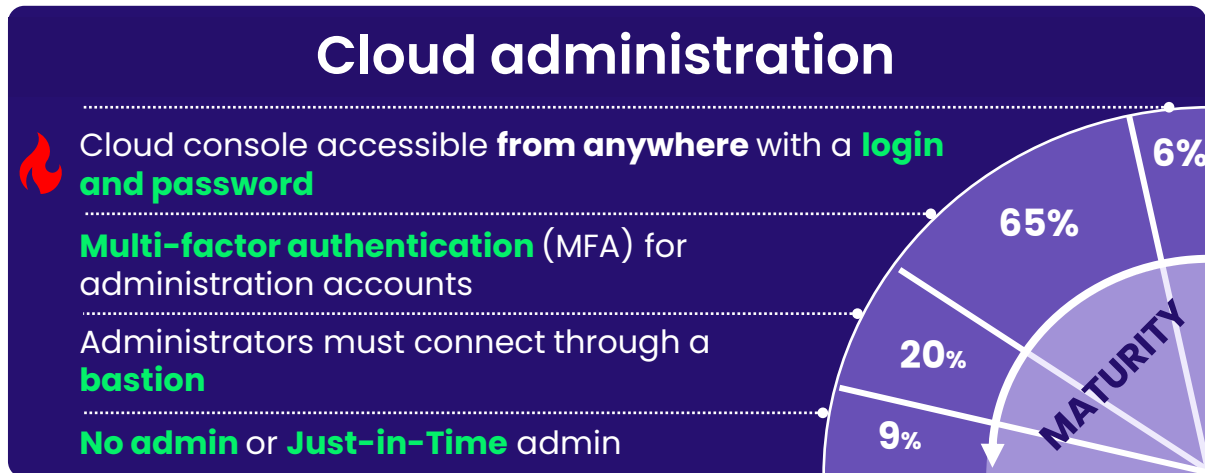 Cloud administration
Cloud console accessible from anywhere with a login
and password
6%
65%
Multi-factor authentication (MFA) for
administration accounts
Administrators must connect through a
bastion
20%
MATURITY
No admin or Just-in-Time admin
9%